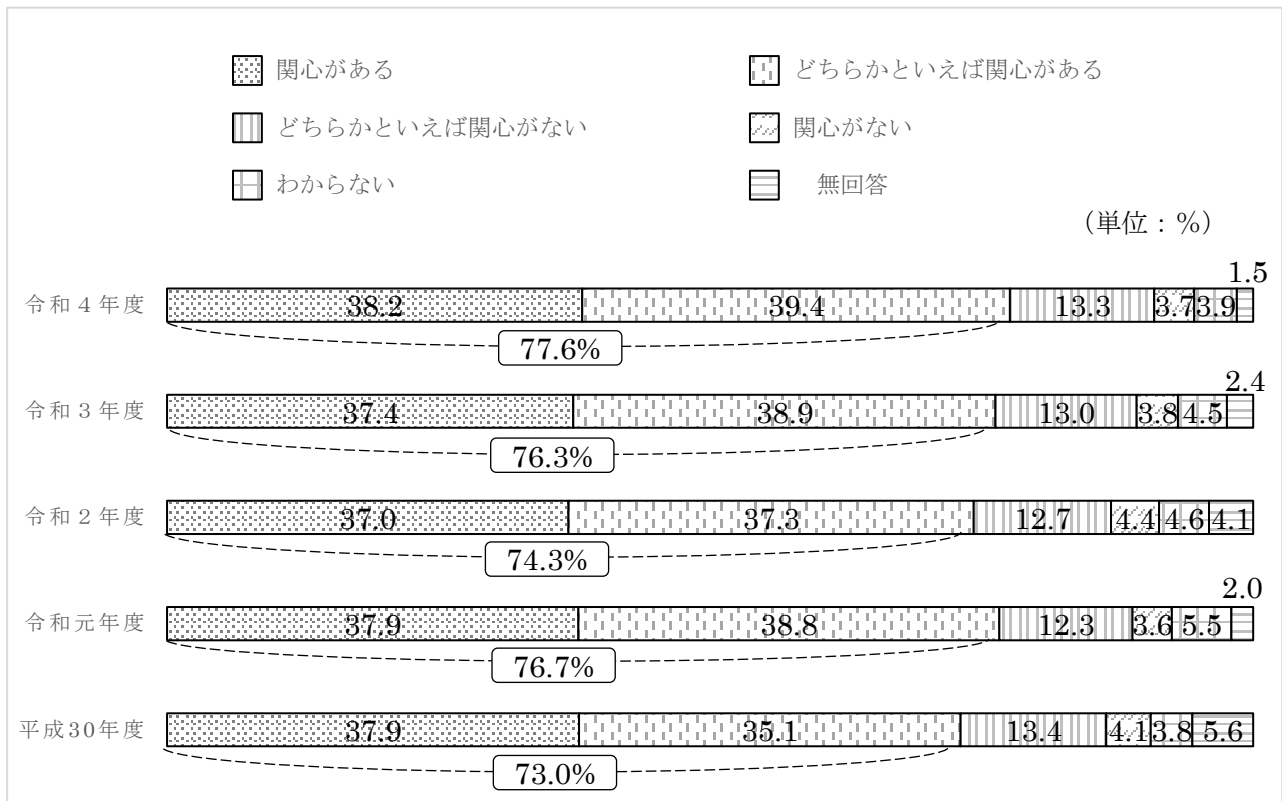 関心がある どちらかといえば関心がある
どちらかといえば関心がない 関心がない
わからない 無回答
（単位：％）
1.5
令和４年度 38.2 39.4 13.3 3.7 3.9
77.6%
2.4
令和３年度 37.4 38.9 13.0 3.8 4.5
76.3%
令和２年度 37.0 37.3 12.7 4.4 4.6 4.1
74.3%
2.0
令和元年度 37.9 38.8 12.3 3.6 5.5
76.7%
平成30年度 37.9 35.1 13.4 4.1 3.8 5.6
73.0%